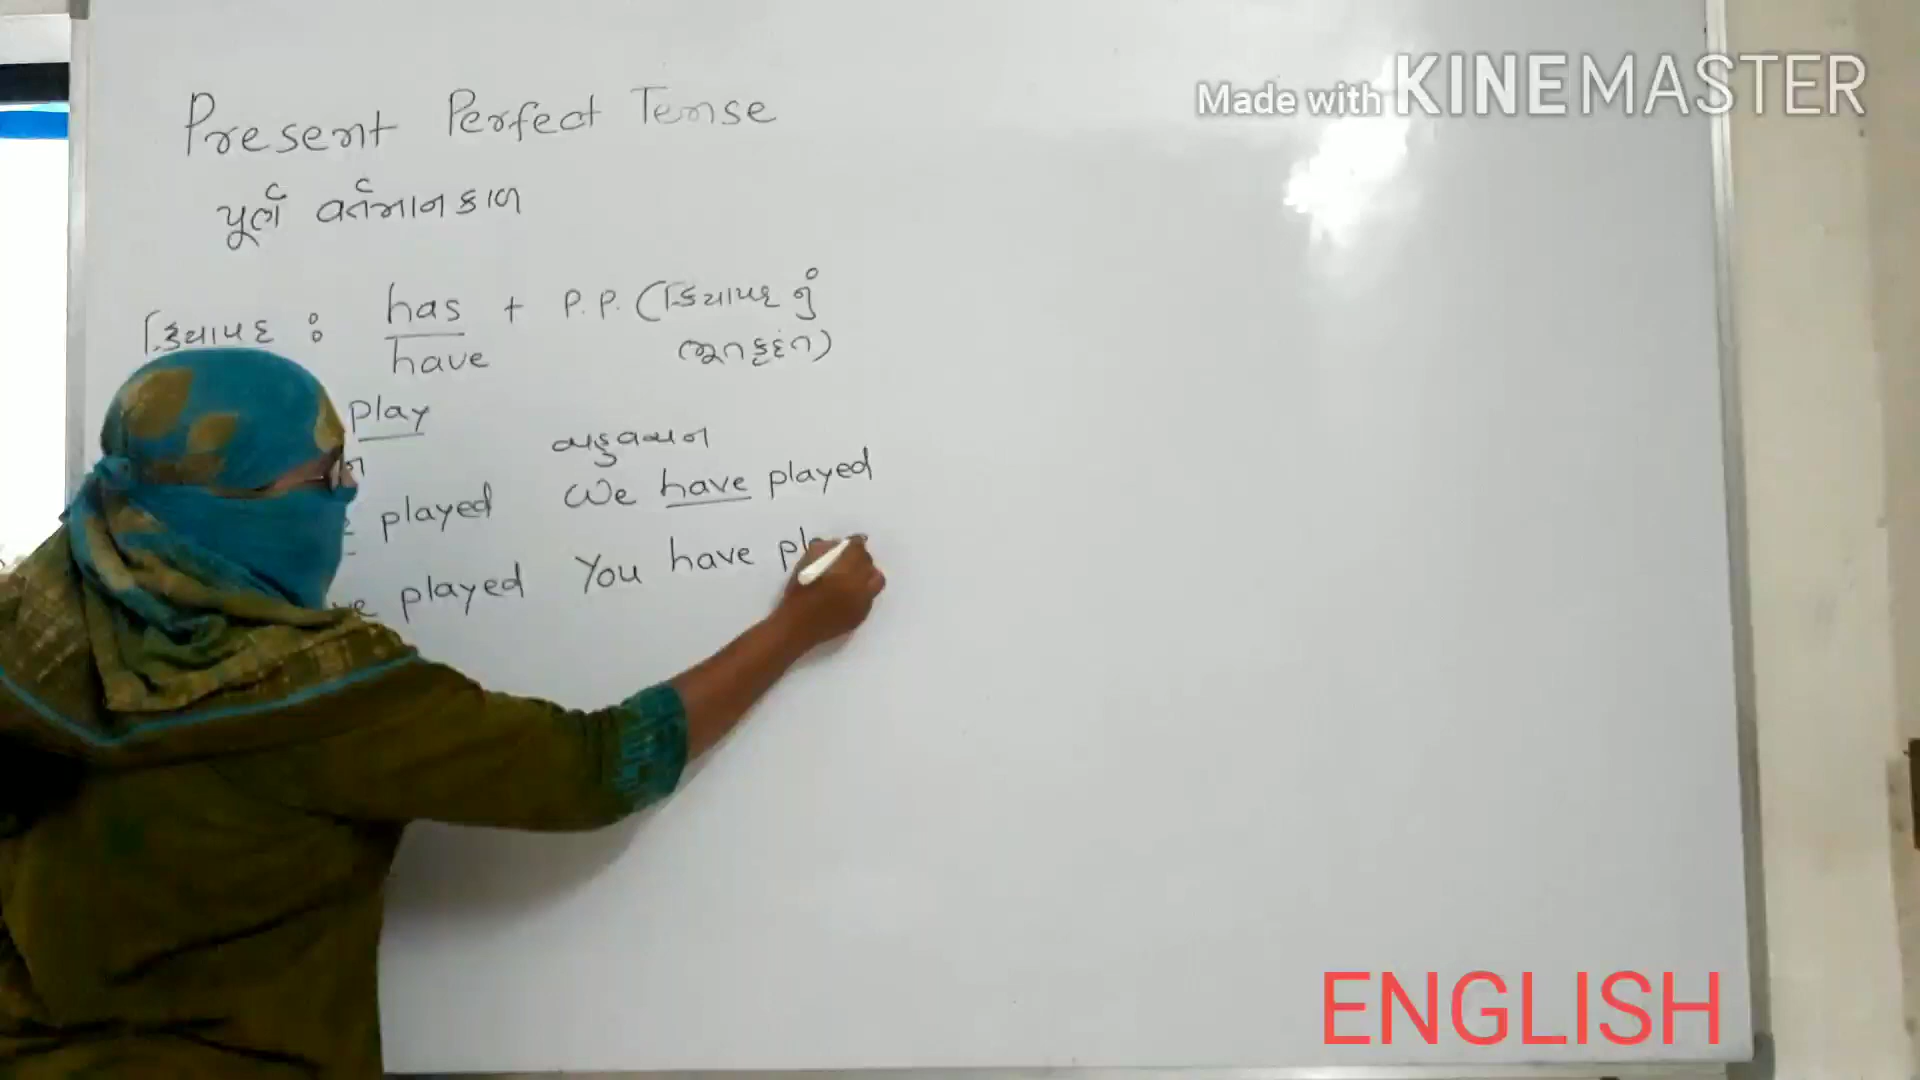 Made with KINEMASTER
Present Perfect Tense
પૂર્ણ વર્તમાનકાળ
ક્રિયાપદ : has + P.P. (ક્રિયાપદ નું
have ભૂતકૃદંત)
play
બહુવચન
played We have played
played You have
ENGLISH